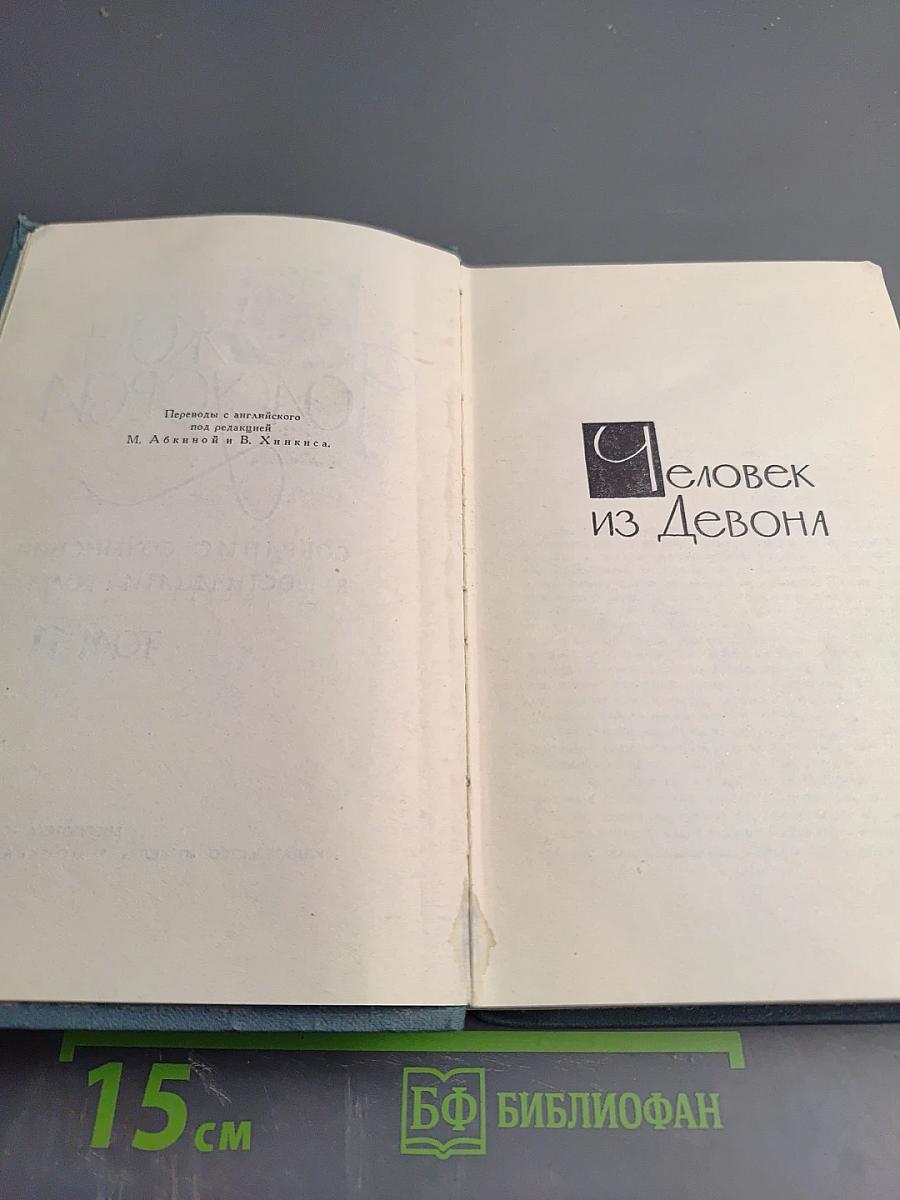 Переводы с английского
под редакцией
М. Абкиной и В. Хинкиса.
Человек
из Девона
15 см
БФ БИБЛИОФАН